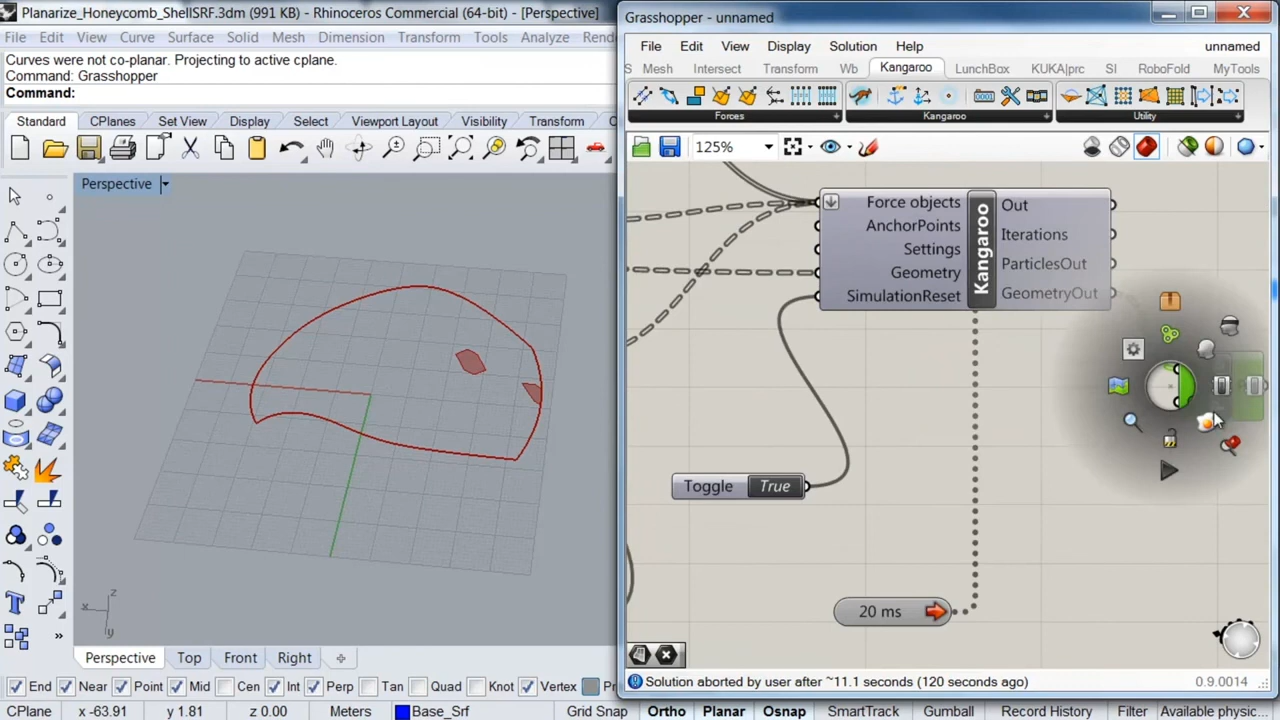 Planarize_Honeycomb_ShellSRF.3dm (991 KB) - Rhinoceros Commercial (64-bit) - [Perspective]
File Edit View Curve Surface Solid Mesh Dimension Transform Tools Analyze
Curves were not co-planar. Projecting to active cplane.
Command: Grasshopper
Command:
Standard CPlanes Set View Display Select Viewport Layout Visibility Transform
Perspective
x y z
Perspective Top Front Right
End Near Point Mid Cen Int Perp Tan Quad Knot Vertex
CPlane x -63.91 y 1.81 z 0.00 Meters Base_Srf Grid Snap Ortho Planar Osnap SmartTrack Gumball Record History Filter Available physic...
Grasshopper - unnamed
File Edit View Display Solution Help unnamed
S Mesh Intersect Transform Wb Kangaroo LunchBox KUKA|prc SI RoboFold MyTools
Forces Kangaroo Utility
125%
Force objects
AnchorPoints
Settings
Geometry
SimulationReset
Kangaroo
Out
Iterations
ParticlesOut
GeometryOut
Toggle True
20 ms
Solution aborted by user after ~11.1 seconds (120 seconds ago) 0.9.0014